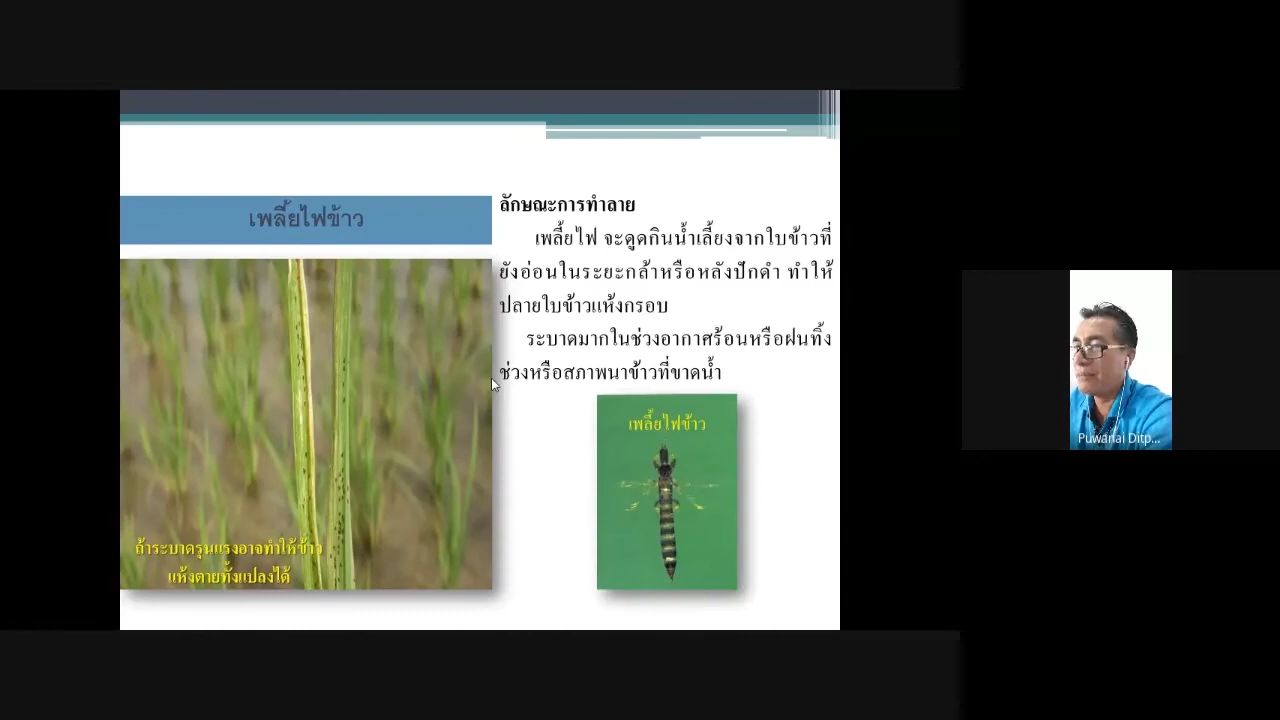 เพลี้ยไฟข้าว
ลักษณะการทำลาย
เพลี้ยไฟ จะดูดกินน้ำเลี้ยงจากใบข้าวที่
ยังอ่อนในระยะกล้าหรือหลังปักดำ ทำให้
ปลายใบข้าวแห้งกรอบ
ระบาดมากในช่วงอากาศร้อนหรือฝนทิ้ง
ช่วงหรือสภาพนาข้าวที่ขาดน้ำ
เพลี้ยไฟข้าว
ถ้าระบาดรุนแรงอาจทำให้ข้าว
แห้งตายทั้งแปลงได้
Puwanai Ditp...